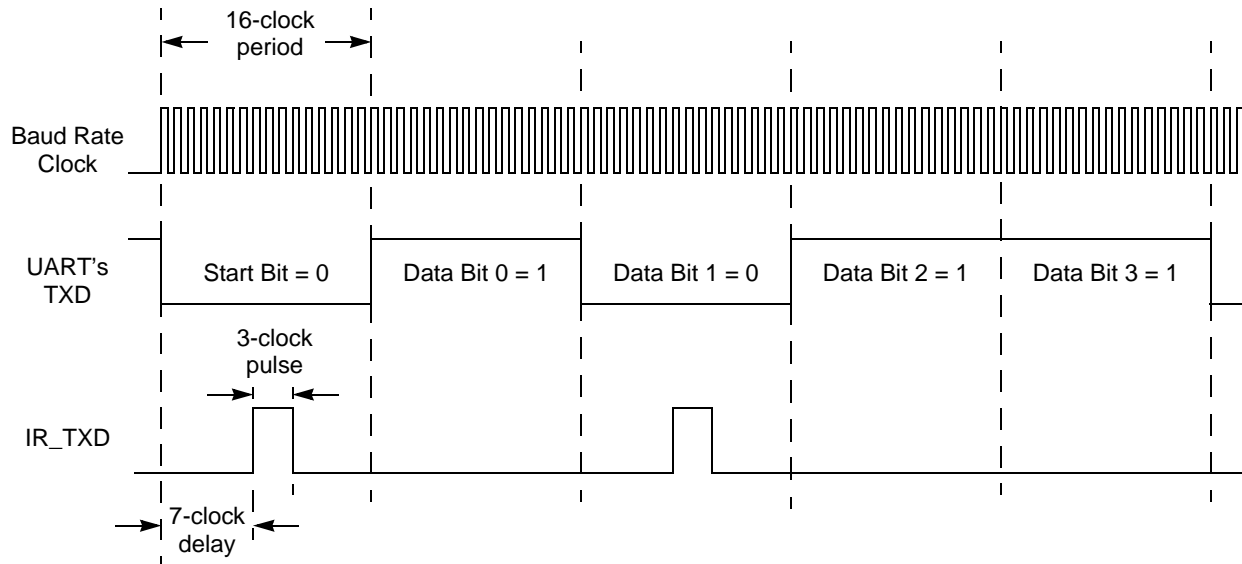 16-clock
period
Baud Rate
Clock
UART's
TXD
Start Bit = 0
Data Bit 0 = 1
Data Bit 1 = 0
Data Bit 2 = 1
Data Bit 3 = 1
3-clock
pulse
IR_TXD
7-clock
delay